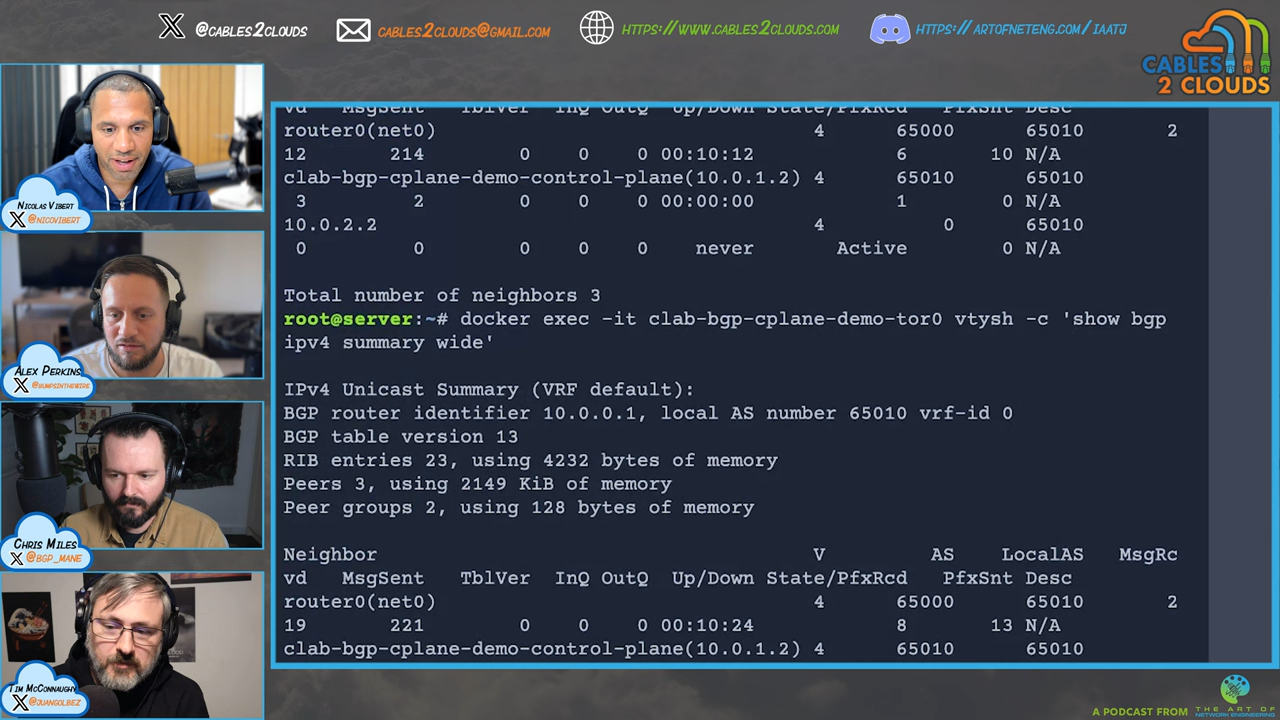 @CABLES2CLOUDS
CABLES2CLOUDS@GMAIL.COM
HTTPS://WWW.CABLES2CLOUDS.COM
HTTPS://ARTOFNETENG.COM/IAATJ
CABLES
2 CLOUDS
NICOLAS VIBERT
@NICOVIBERT
ALEX PERKINS
@BUMPSINTHEWIRE
CHRIS MILES
@BGP_MANE
TIM MCCONNAUGHY
@JUANGOLBEZ
vd MsgSent TblVer InQ OutQ Up/Down State/PfxRcd PfxSnt Desc
router0(net0) 4 65000 65010 2
12 214 0 0 0 00:10:12 6 10 N/A
clab-bgp-cplane-demo-control-plane(10.0.1.2) 4 65010 65010
3 2 0 0 0 00:00:00 1 0 N/A
10.0.2.2 4 0 65010
0 0 0 0 0 never Active 0 N/A
Total number of neighbors 3
root@server:~# docker exec -it clab-bgp-cplane-demo-tor0 vtysh -c 'show bgp
ipv4 summary wide'
IPv4 Unicast Summary (VRF default):
BGP router identifier 10.0.0.1, local AS number 65010 vrf-id 0
BGP table version 13
RIB entries 23, using 4232 bytes of memory
Peers 3, using 2149 KiB of memory
Peer groups 2, using 128 bytes of memory
Neighbor V AS LocalAS MsgRc
vd MsgSent TblVer InQ OutQ Up/Down State/PfxRcd PfxSnt Desc
router0(net0) 4 65000 65010 2
19 221 0 0 0 00:10:24 8 13 N/A
clab-bgp-cplane-demo-control-plane(10.0.1.2) 4 65010 65010
A PODCAST FROM
THE ART OF
NETWORK ENGINEERING